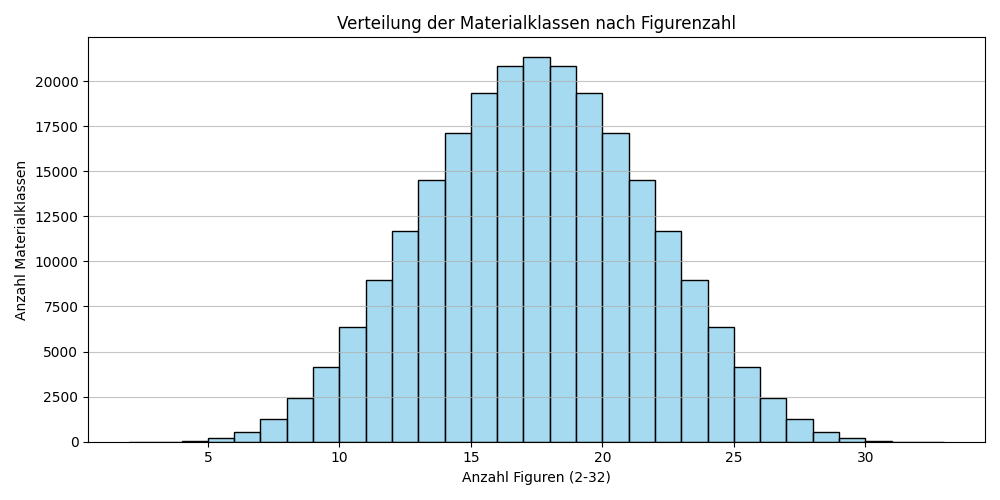 Verteilung der Materialklassen nach Figurenzahl
Anzahl Materialklassen
20000
17500
15000
12500
10000
7500
5000
2500
0
5 10 15 20 25 30
Anzahl Figuren (2-32)